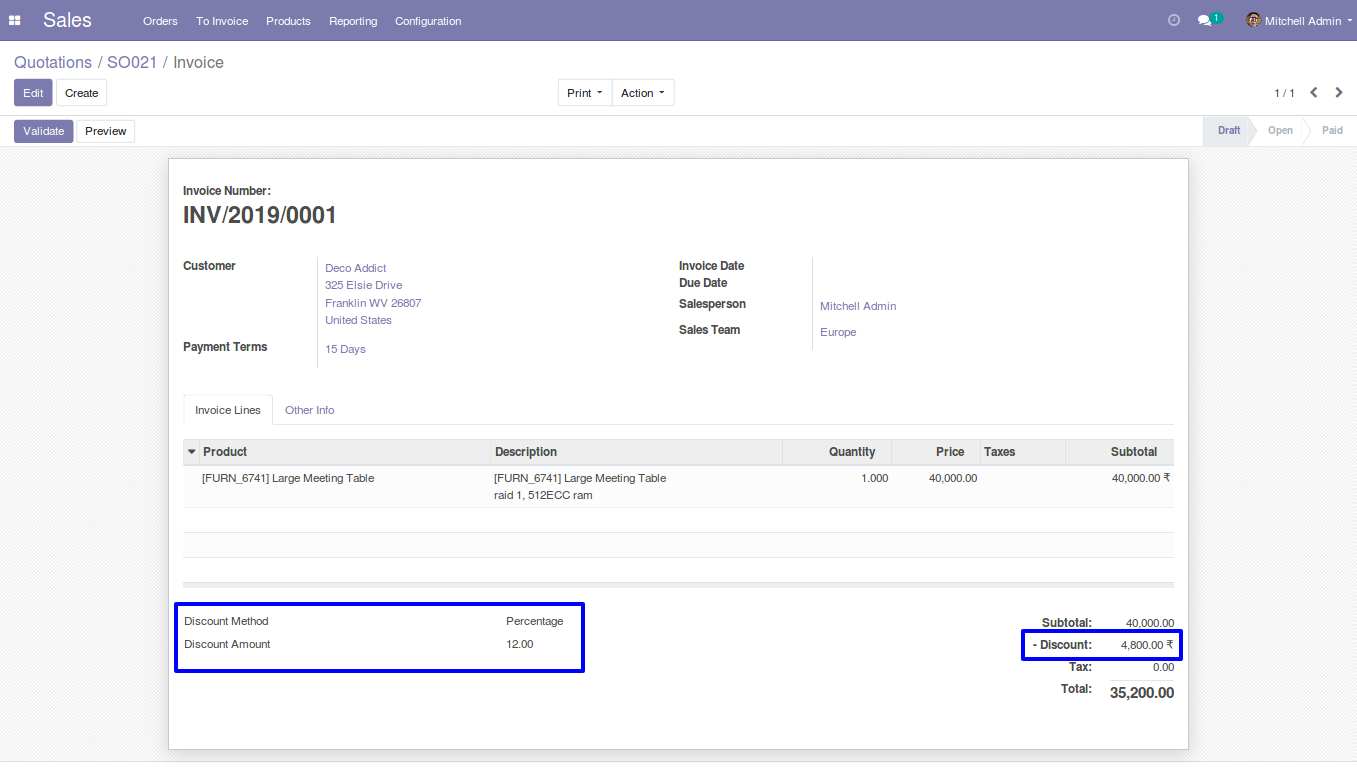 Sales Orders To Invoice Products Reporting Configuration 1 Mitchell Admin
Quotations / SO021 / Invoice
Edit Create Print Action 1 / 1
Validate Preview Draft Open Paid
Invoice Number:
INV/2019/0001
Customer Deco Addict
325 Elsie Drive
Franklin WV 26807
United States
Payment Terms 15 Days
Invoice Date
Due Date
Salesperson Mitchell Admin
Sales Team Europe
Invoice Lines Other Info
Product Description Quantity Price Taxes Subtotal
[FURN_6741] Large Meeting Table [FURN_6741] Large Meeting Table 1.000 40,000.00 40,000.00 ₹
raid 1, 512ECC ram
Discount Method Percentage
Discount Amount 12.00
Subtotal: 40,000.00
- Discount: 4,800.00 ₹
Tax: 0.00
Total: 35,200.00